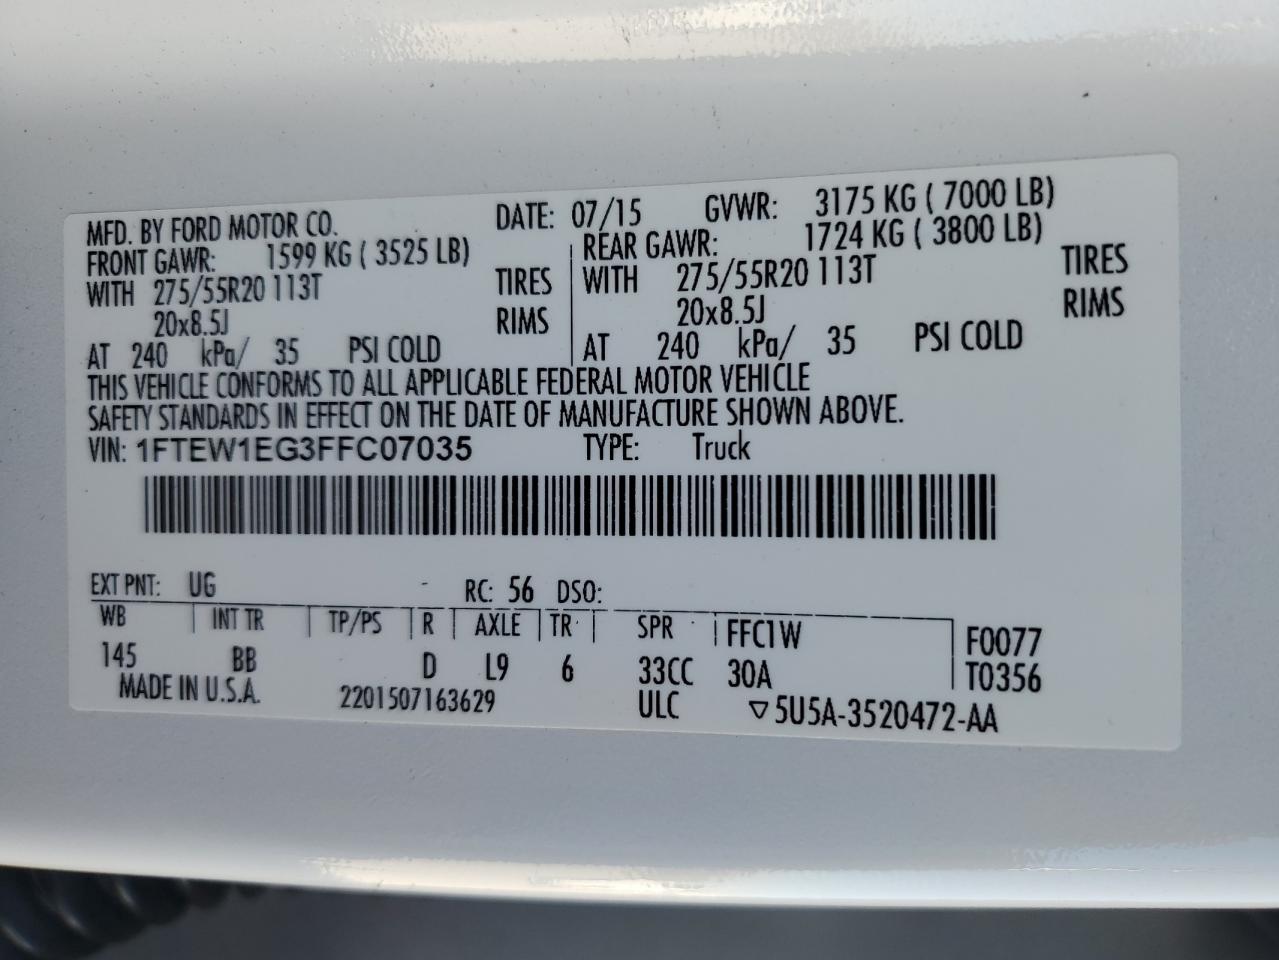 MFD. BY FORD MOTOR CO. DATE: 07/15 GVWR: 3175 KG ( 7000 LB)
FRONT GAWR: 1599 KG ( 3525 LB) REAR GAWR: 1724 KG ( 3800 LB)
WITH 275/55R20 113T TIRES WITH 275/55R20 113T TIRES
20x8.5J RIMS 20x8.5J RIMS
AT 240 kPa/ 35 PSI COLD AT 240 kPa/ 35 PSI COLD
THIS VEHICLE CONFORMS TO ALL APPLICABLE FEDERAL MOTOR VEHICLE
SAFETY STANDARDS IN EFFECT ON THE DATE OF MANUFACTURE SHOWN ABOVE.
VIN: 1FTEW1EG3FFC07035 TYPE: Truck
EXT PNT: UG - RC: 56 DSO:
WB INT TR TP/PS R AXLE TR SPR FFC1W F0077
145 BB D L9 6 33CC 30A T0356
MADE IN U.S.A. 2201507163629 ULC ▽5U5A-3520472-AA